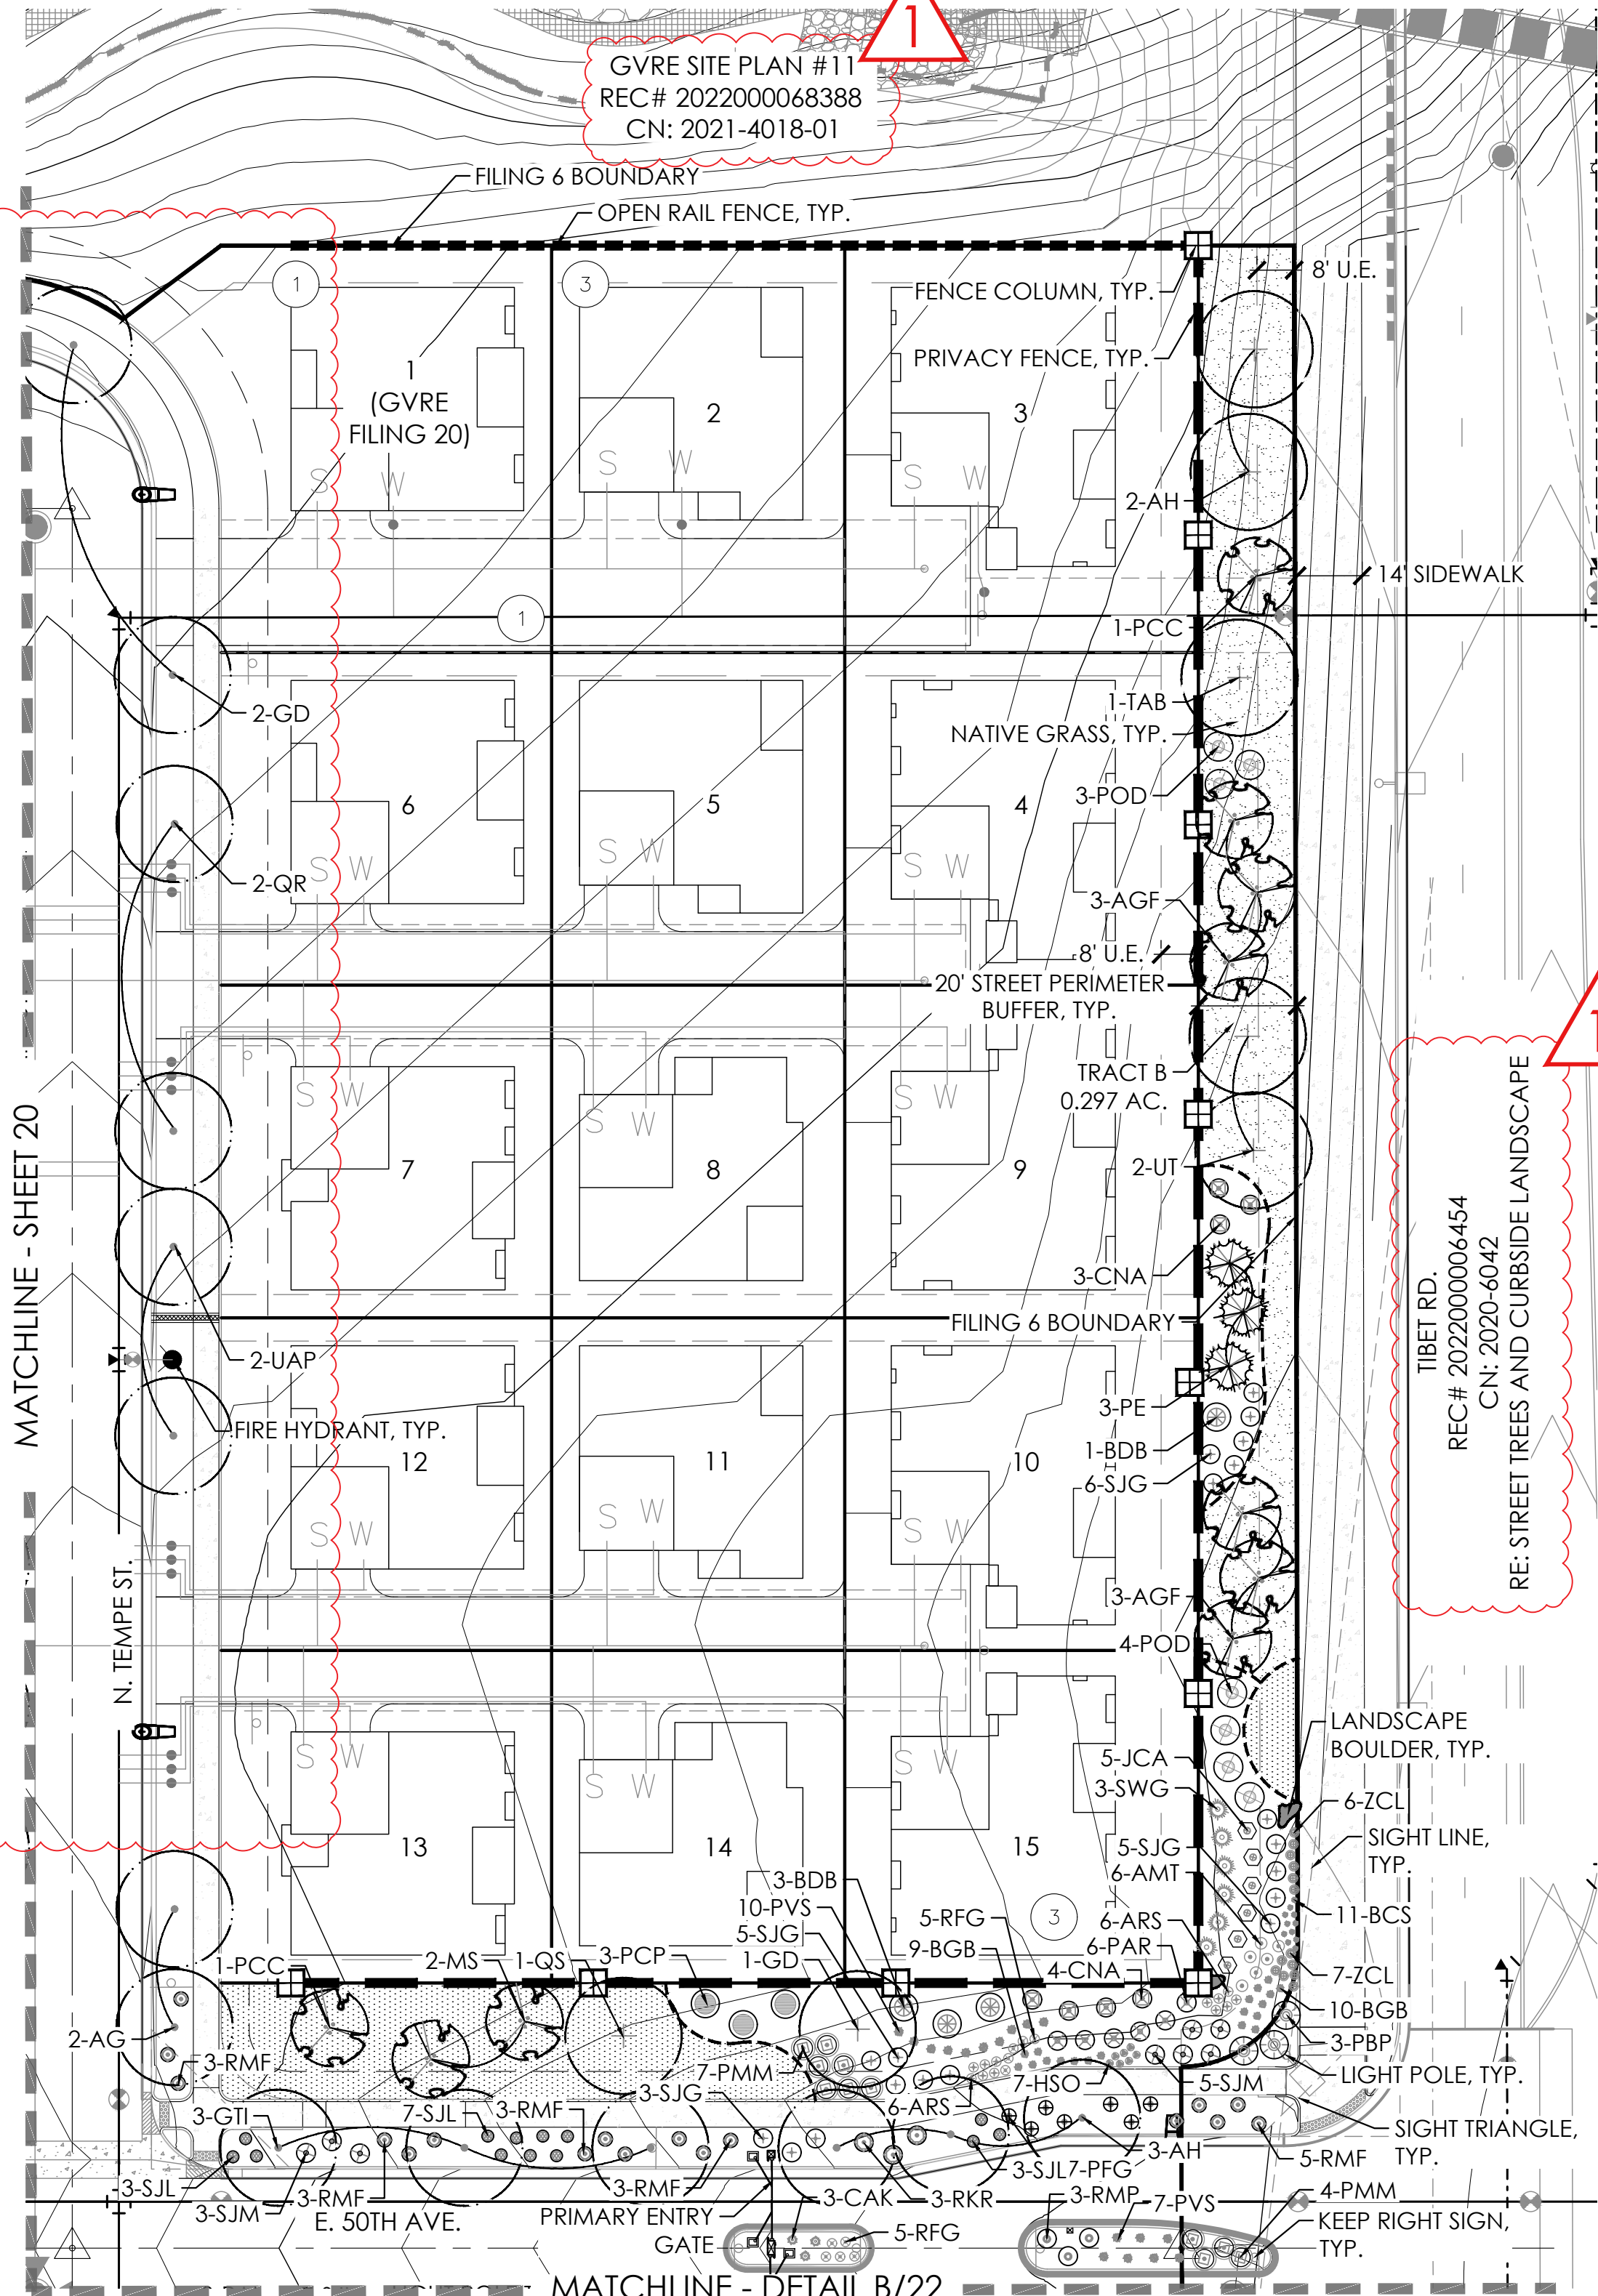 1
GVRE SITE PLAN #11
REC# 2022000068388
CN: 2021-4018-01
FILING 6 BOUNDARY
OPEN RAIL FENCE, TYP.
8' U.E.
1
3
FENCE COLUMN, TYP.
PRIVACY FENCE, TYP.
1
(GVRE
FILING 20)
2
3
S W
S W
S W
2-AH
14' SIDEWALK
1
1-PCC
2-GD
1-TAB
NATIVE GRASS, TYP.
3-POD
6
5
4
S W
S W
S W
2-QR
3-AGF
8' U.E.
20' STREET PERIMETER
BUFFER, TYP.
TRACT B
0.297 AC.
S W
S W
S W
7
8
9
2-UT
MATCHLINE - SHEET 20
TIBET RD.
REC# 2022000006454
CN: 2020-6042
RE: STREET TREES AND CURBSIDE LANDSCAPE
1
3-CNA
FILING 6 BOUNDARY
2-UAP
3-PE
FIRE HYDRANT, TYP.
1-BDB
12
11
10
6-SJG
S W
S W
S W
N. TEMPE ST.
3-AGF
4-POD
LANDSCAPE
BOULDER, TYP.
S W
S W
S W
5-JCA
3-SWG
6-ZCL
SIGHT LINE,
TYP.
13
14
15
5-SJG
6-AMT
3-BDB
10-PVS
5-SJG
1-GD
5-RFG
9-BGB
3
6-ARS
6-PAR
4-CNA
11-BCS
1-PCC
2-MS
1-QS
3-PCP
7-ZCL
10-BGB
3-PBP
2-AG
3-RMF
7-PMM
3-SJG
7-HSO
6-ARS
5-SJM
LIGHT POLE, TYP.
3-GTI
7-SJL
3-RMF
SIGHT TRIANGLE,
TYP.
3-AH
5-RMF
3-SJL
3-SJM
3-RMF
3-RMF
3-CAK
3-RKR
3-SJL
7-PFG
3-RMP
7-PVS
4-PMM
E. 50TH AVE.
PRIMARY ENTRY
GATE
5-RFG
KEEP RIGHT SIGN,
TYP.
MATCHLINE - DETAIL B/22